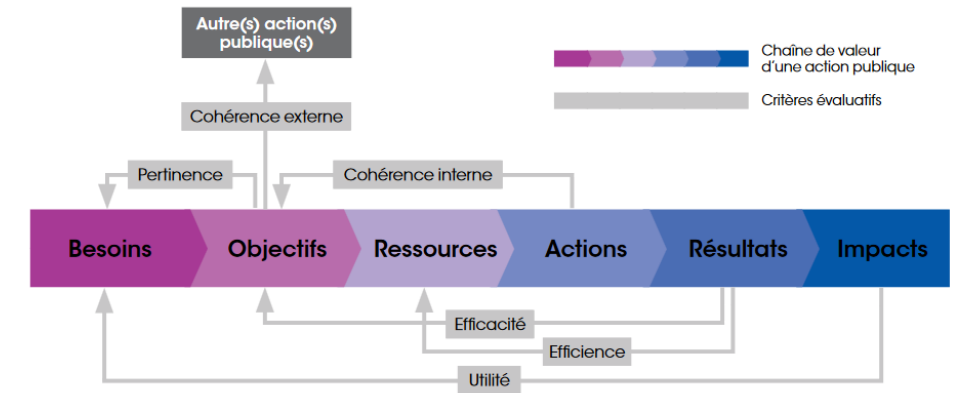 Autre(s) action(s)
publique(s)
Chaîne de valeur
d'une action publique
Critères évaluatifs
Cohérence externe
Pertinence
Cohérence interne
Besoins
Objectifs
Ressources
Actions
Résultats
Impacts
Efficacité
Efficience
Utilité